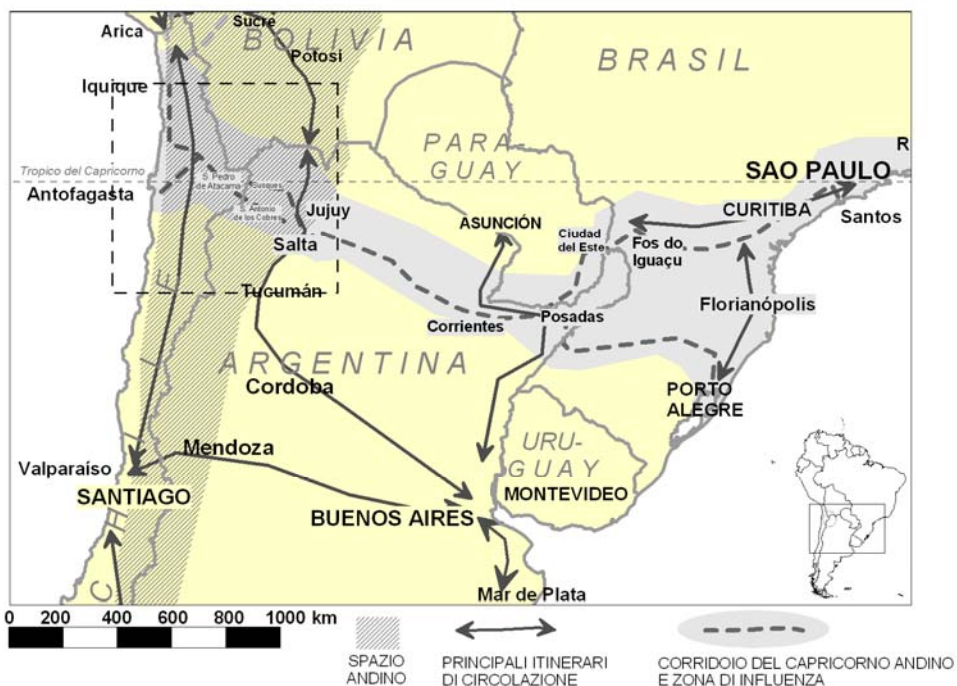 Arica
Sucre
BOLIVIA
Potosí
BRASIL
Iquique
PARA-
GUAY
Tropico del Capricorno
R
SAO PAULO
S. Pedro
de Atacama
Susques
Antofagasta
S. Antonio
de los Cobres
Jujuy
ASUNCIÓN
CURITIBA
Santos
Salta
Ciudad
del Este
Fos do
Iguaçu
Tucumán
Florianópolis
Corrientes
Posadas
ARGENTINA
Cordoba
PORTO
ALEGRE
CHILE
Mendoza
URU-
GUAY
Valparaíso
SANTIAGO
MONTEVIDEO
BUENOS AIRES
Mar de Plata
0 200 400 600 800 1000 km
SPAZIO
ANDINO
PRINCIPALI ITINERARI
DI CIRCOLAZIONE
CORRIDOIO DEL CAPRICORNO ANDINO
E ZONA DI INFLUENZA